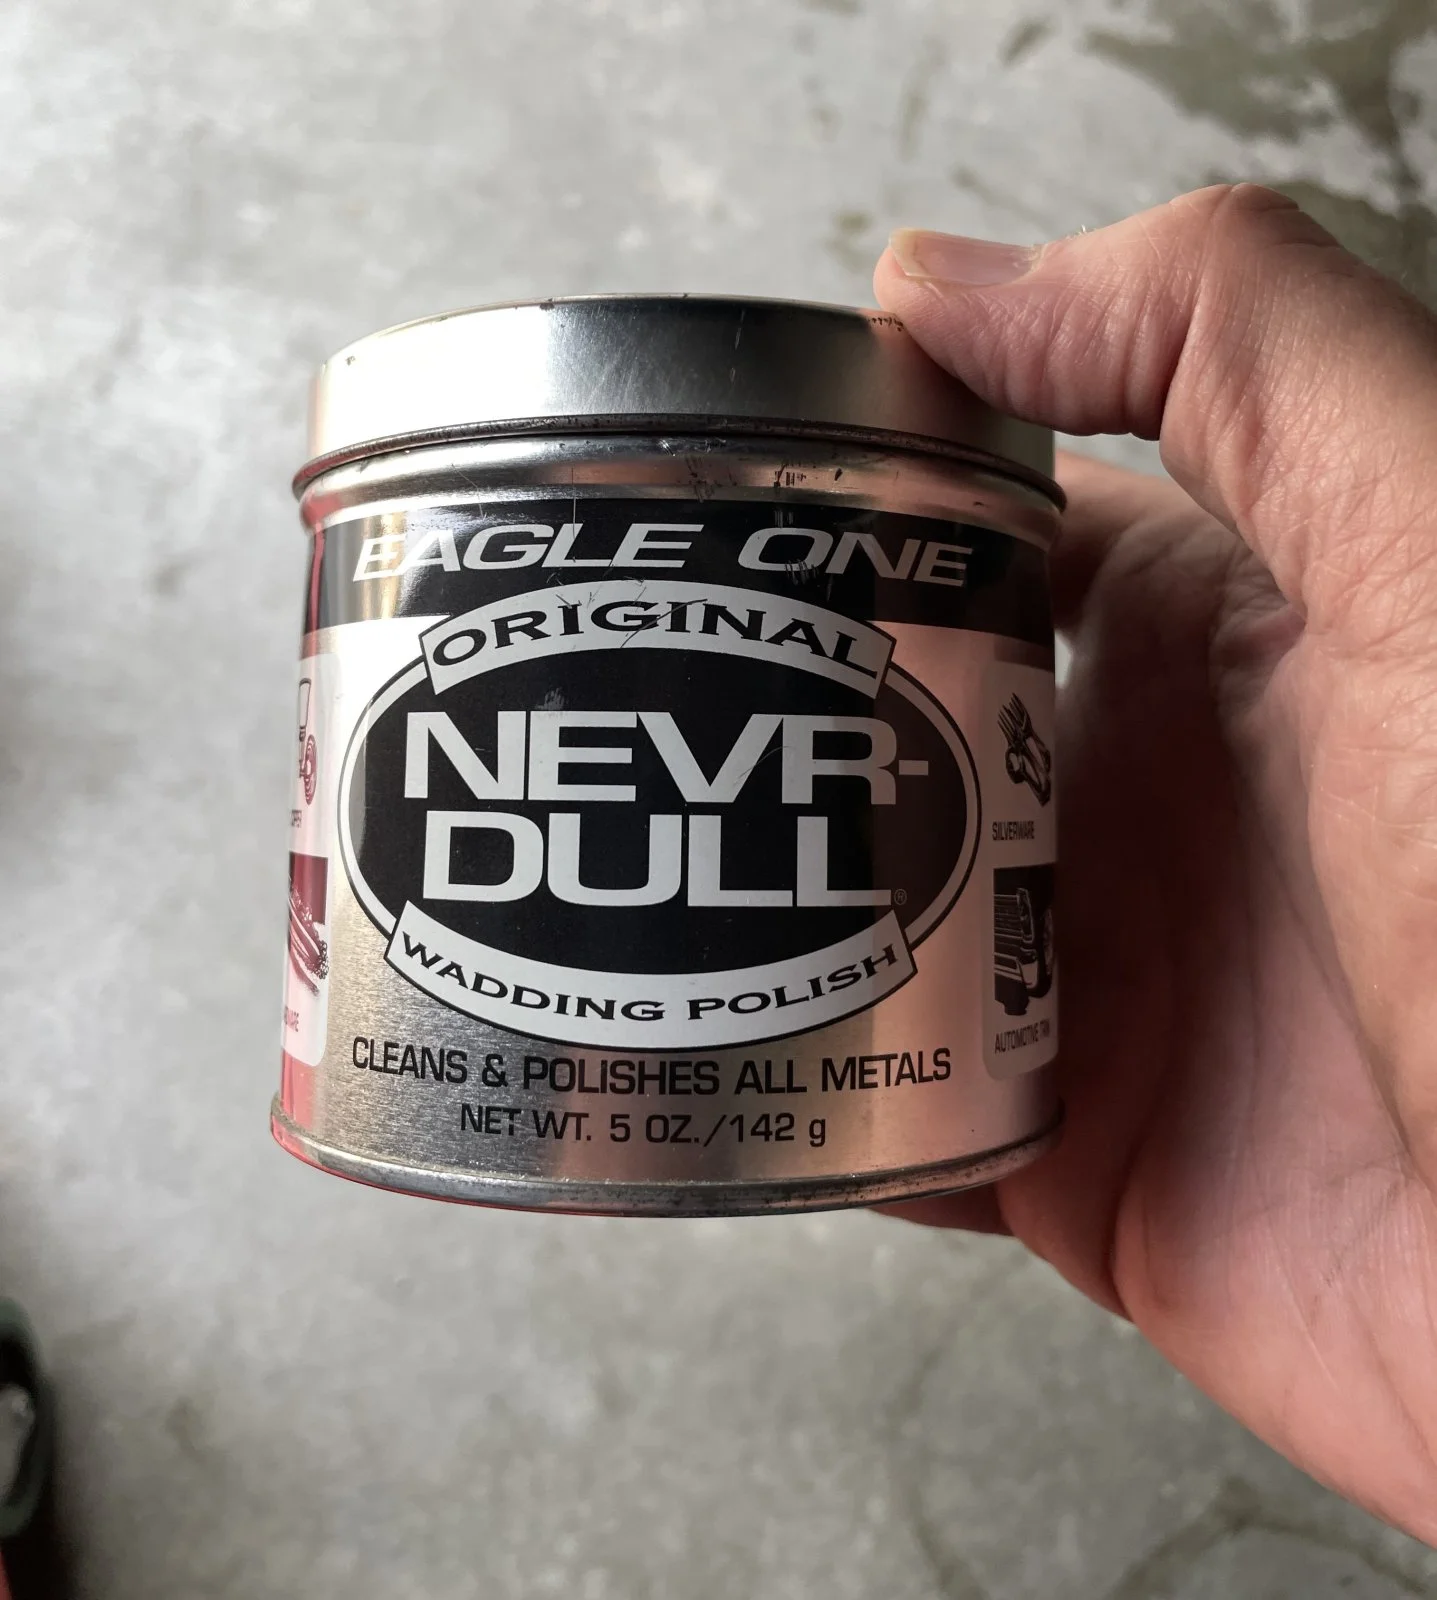 EAGLE ONE
ORIGINAL
NEVR-
DULL®
WADDING POLISH
CLEANS & POLISHES ALL METALS
NET WT. 5 OZ./142 g
SILVERWARE
AUTOMOTIVE TRIM